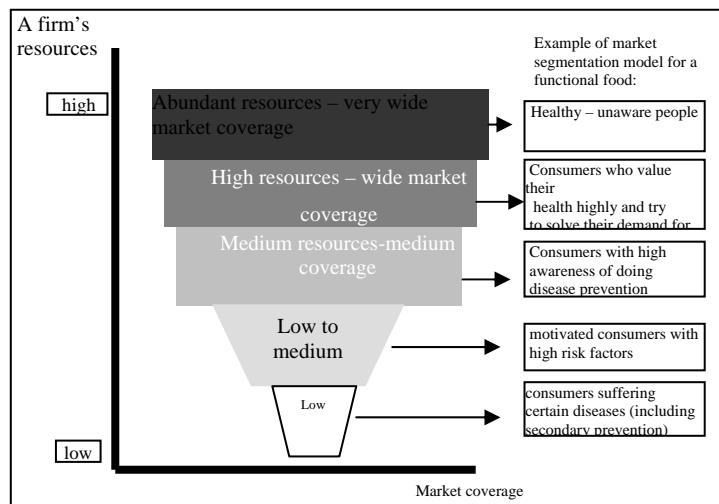 A firm's
resources
Example of market
segmentation model for a
functional food:
high
Abundant resources – very wide
market coverage
Healthy – unaware people
High resources – wide market
coverage
Consumers who value
their
health highly and try
to solve their demand for
Medium resources-medium
coverage
Consumers with high
awareness of doing
disease prevention
Low to
medium
motivated consumers with
high risk factors
Low
consumers suffering
certain diseases (including
secondary prevention)
low
Market coverage